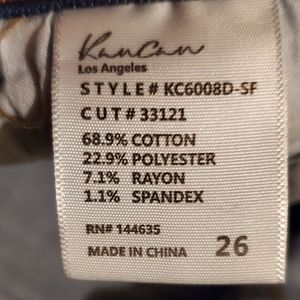 KanCan
Los Angeles
STYLE# KC6008D-SF
CUT# 33121
68.9% COTTON
22.9% POLYESTER
7.1% RAYON
1.1% SPANDEX
RN# 144635
MADE IN CHINA 26